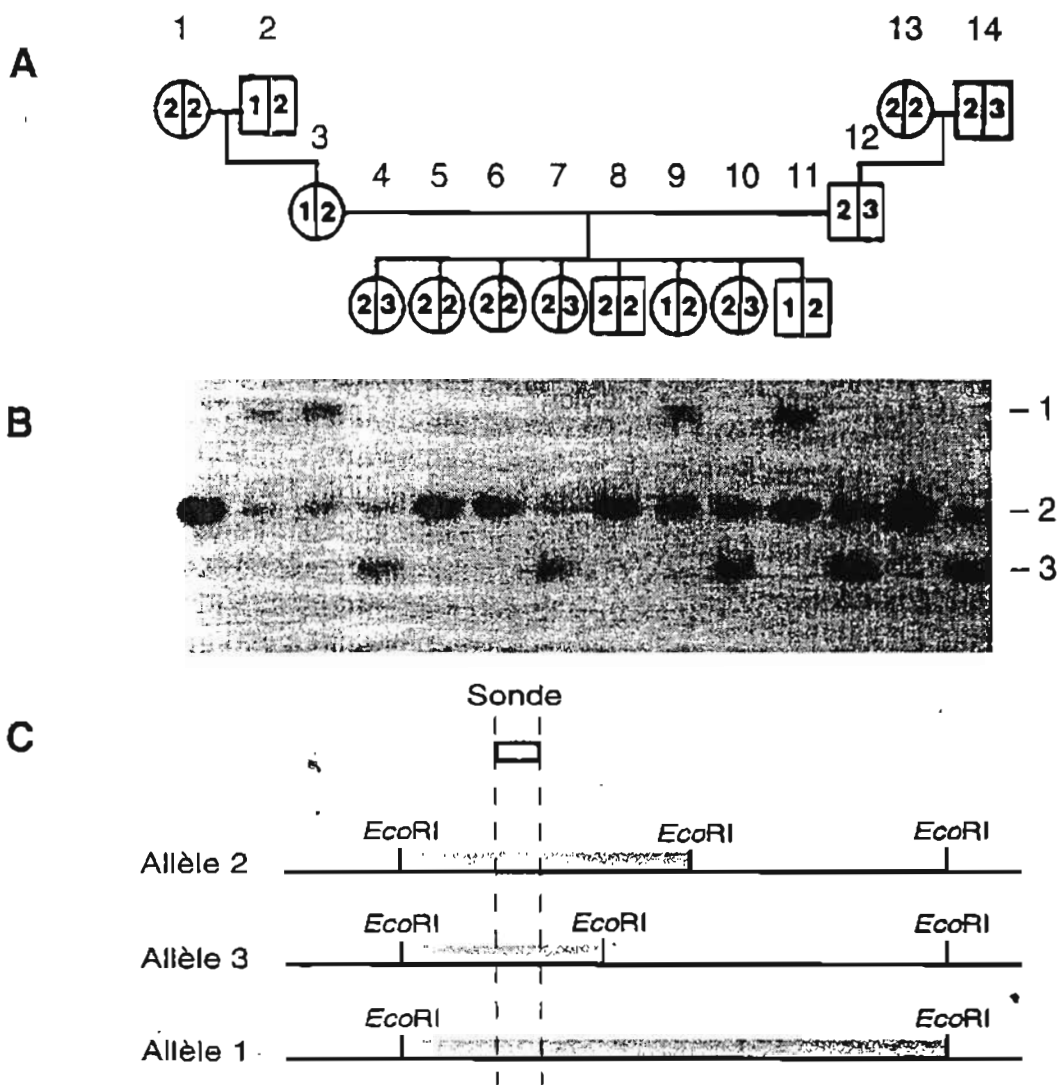 A
1 2 13 14
2 2 1 2 2 2 2 3
3 12
4 5 6 7 8 9 10 11
1 2 2 3
2 3 2 2 2 2 2 3 2 2 1 2 2 3 1 2
B
– 1
– 2
– 3
C
Sonde
EcoRI EcoRI EcoRI
Allèle 2
EcoRI EcoRI EcoRI
Allèle 3
EcoRI EcoRI
Allèle 1